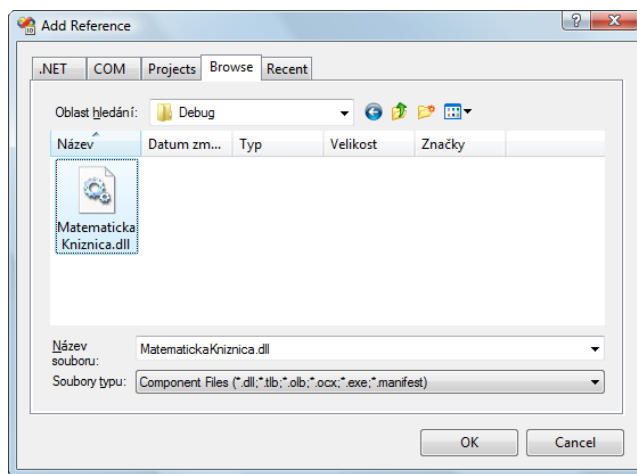 Add Reference
.NET COM Projects Browse Recent
Oblast hledání: Debug
Název Datum zm... Typ Velikost Značky
Matematicka
Kniznica.dll
Název
souboru: MatematickaKniznica.dll
Soubory typu: Component Files (*.dll;*.tlb;*.olb;*.ocx;*.exe;*.manifest)
OK Cancel